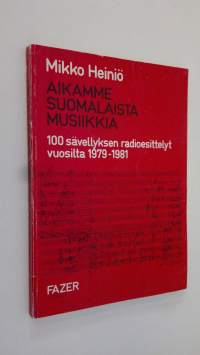 Mikko Heiniö
AIKAMME
SUOMALAISTA
MUSIIKKIA
100 sävellyksen radioesittelyt
vuosilta 1979-1981
FAZER